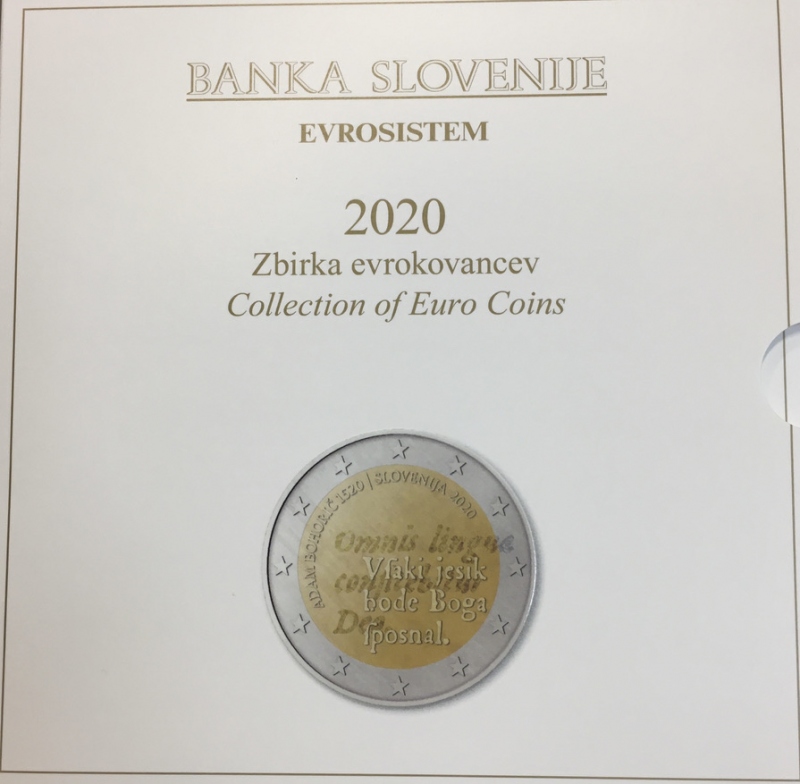 BANKA SLOVENIJE
EVROSISTEM
2020
Zbirka evrokovancev
Collection of Euro Coins
ADAM BOHORIČ 1520 | SLOVENIJA 2020
Omnis lingua
Vſaki jesik
bode Boga
Deo
ſposnal.